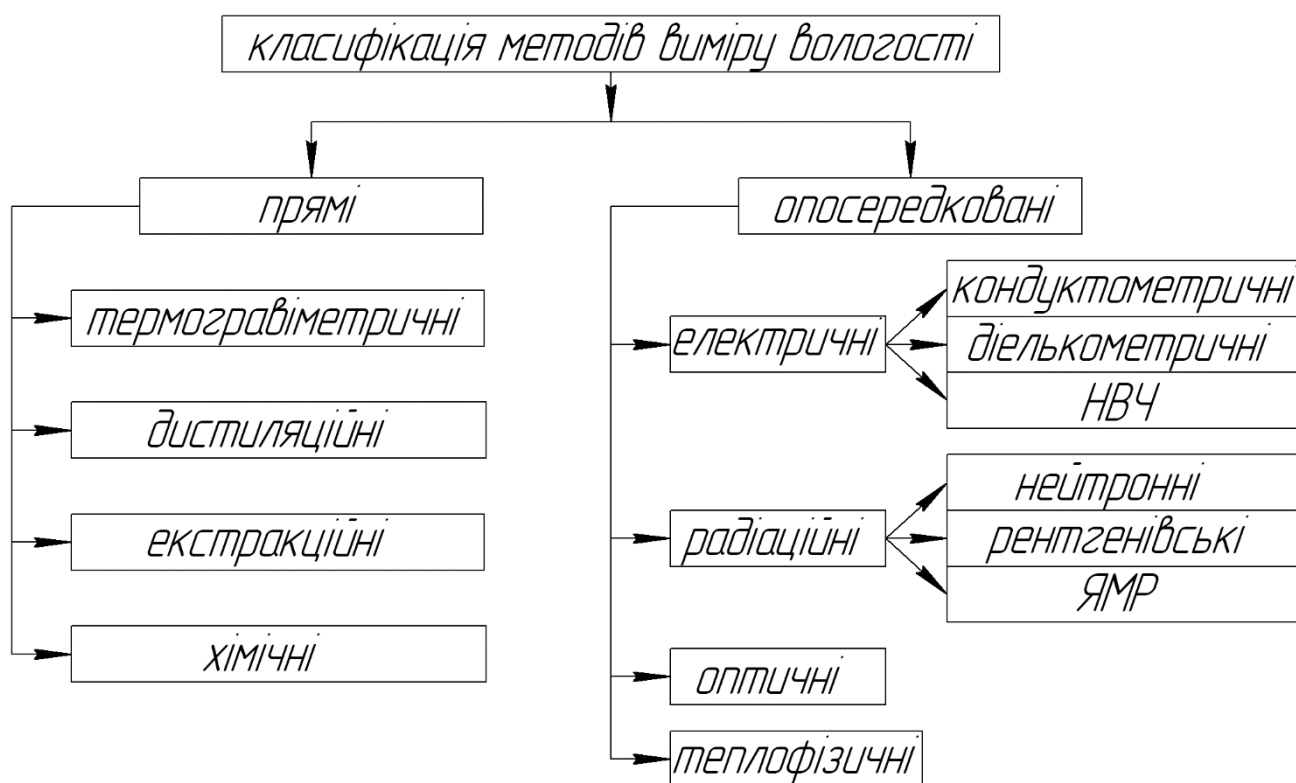 класифікація методів виміру вологості
прямі
термогравіметричні
дистиляційні
екстракційні
хімічні
опосередковані
електричні
кондуктометричні
діелькометричні
НВЧ
радіаційні
нейтронні
рентгенівські
ЯМР
оптичні
теплофізичні